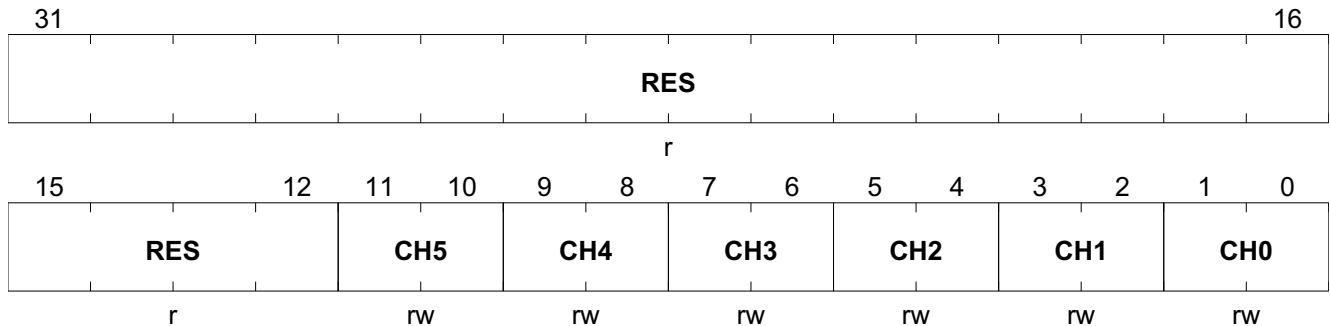 31 16
RES
r
15 12 11 10 9 8 7 6 5 4 3 2 1 0
RES CH5 CH4 CH3 CH2 CH1 CH0
r rw rw rw rw rw rw